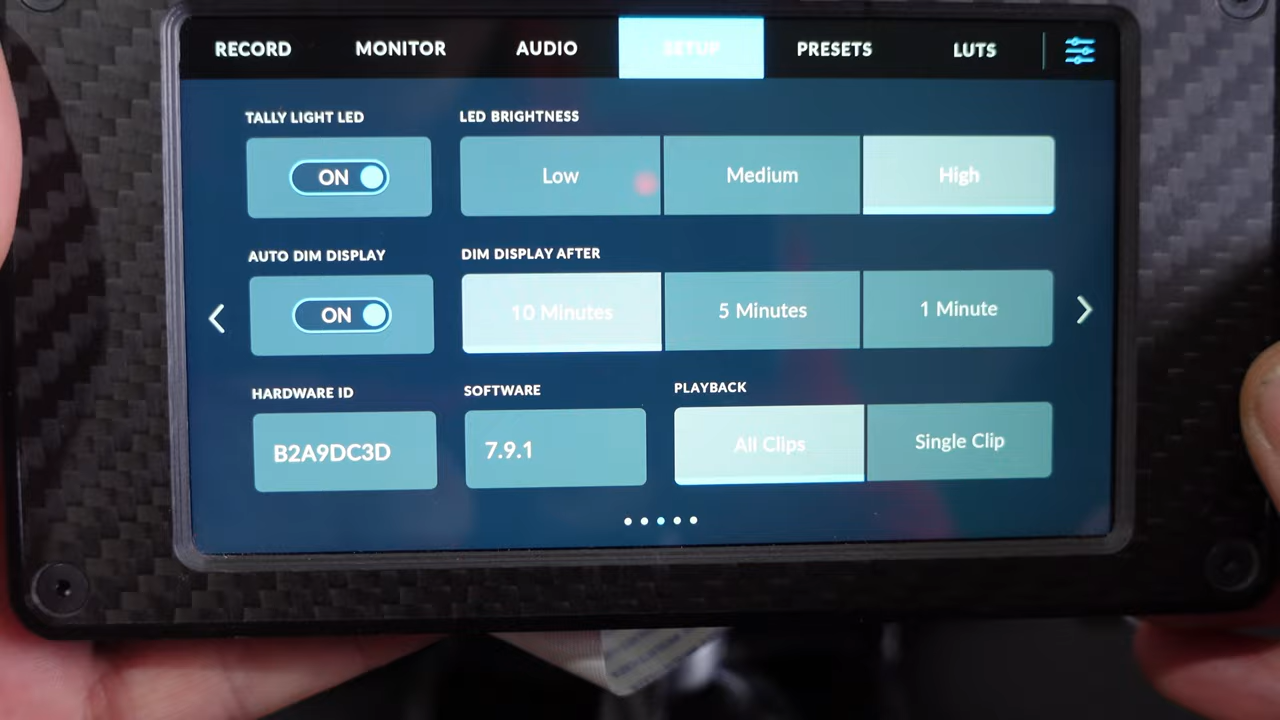 RECORD MONITOR AUDIO SETUP PRESETS LUTS
TALLY LIGHT LED LED BRIGHTNESS
ON Low Medium High
AUTO DIM DISPLAY DIM DISPLAY AFTER
ON 10 Minutes 5 Minutes 1 Minute
HARDWARE ID SOFTWARE PLAYBACK
B2A9DC3D 7.9.1 All Clips Single Clip